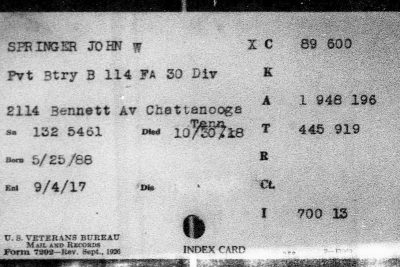 SPRINGER JOHN W X C 89 600
Pvt Btry B 114 FA 30 Div K
2114 Bennett Av Chattanooga A 1 948 196
Tenn
Sn 132 5461 Died 10/30/18 T 445 919
Born 5/25/88 R
Enl 9/4/17 Dis Ct.
I 700 13
U. S. VETERANS BUREAU
MAIL AND RECORDS
Form 7292—Rev. Sept., 1926 INDEX CARD